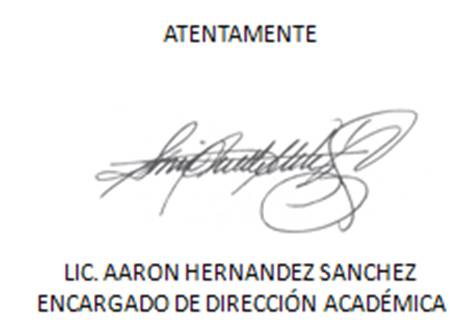 ATENTAMENTE
LIC. AARON HERNANDEZ SANCHEZ
ENCARGADO DE DIRECCIÓN ACADÉMICA